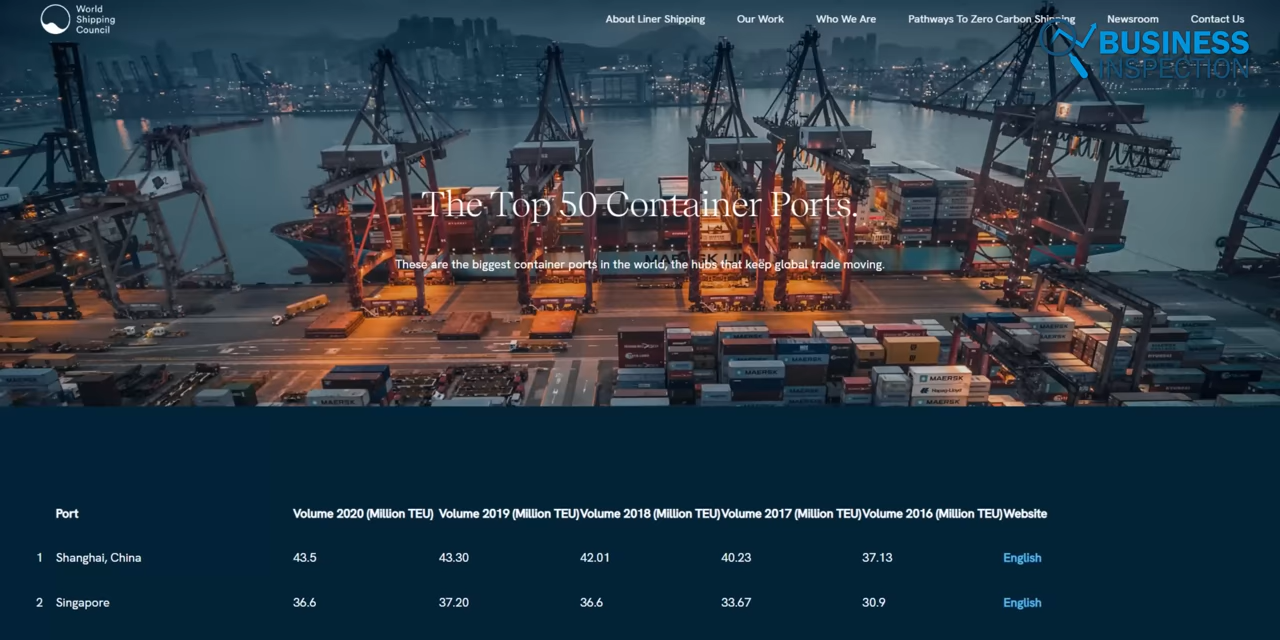 World
Shipping
Council
About Liner Shipping Our Work Who We Are Pathways To Zero Carbon Shipping Newsroom Contact Us
BUSINESS
INSPECTION
The Top 50 Container Ports.
These are the biggest container ports in the world, the hubs that keep global trade moving.
MAERSK
MAERSK
MAERSK
MAERSK
Port Volume 2020 (Million TEU) Volume 2019 (Million TEU) Volume 2018 (Million TEU) Volume 2017 (Million TEU) Volume 2016 (Million TEU) Website
1 Shanghai, China 43.5 43.30 42.01 40.23 37.13 English
2 Singapore 36.6 37.20 36.6 33.67 30.9 English